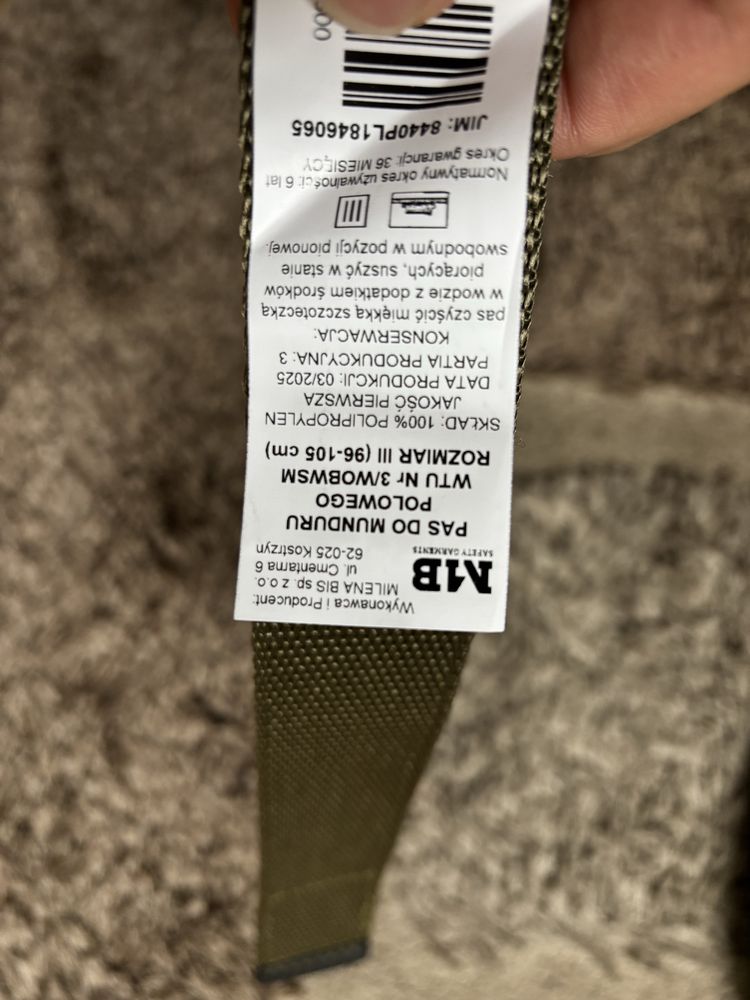 Wykonawca i Producent:
MILENA BIS sp. z o.o.
ul. Cmentarna 6
62-025 Kostrzyn
MB
SAFETY GARMENTS
PAS DO MUNDURU
POLOWEGO
WTU Nr 3/WOBWSM
ROZMIAR III (96-105 cm)
SKŁAD: 100% POLIPROPYLEN
JAKOŚĆ PIERWSZA
DATA PRODUKCJI: 03/2025
PARTIA PRODUKCYJNA: 3
KONSERWACJA:
pas czyścić miękką szczoteczką
w wodzie z dodatkiem środków
piorących, suszyć w stanie
swobodnym w pozycji pionowej.
Normatywny okres używalności: 6 lat
Okres gwarancji: 36 MIESIĘCY
JIM: 8440PL1846065